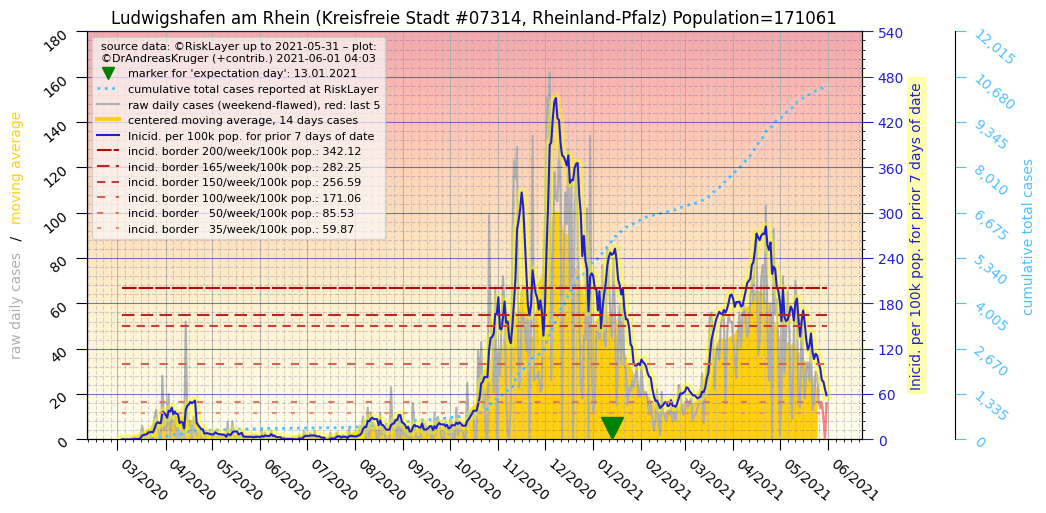 Ludwigshafen am Rhein (Kreisfreie Stadt #07314, Rheinland-Pfalz) Population=171061
source data: ©RiskLayer up to 2021-05-31 – plot:
©DrAndreasKruger (+contrib.) 2021-06-01 04:03
marker for 'expectation day': 13.01.2021
cumulative total cases reported at RiskLayer
raw daily cases (weekend-flawed), red: last 5
centered moving average, 14 days cases
Inicid. per 100k pop. for prior 7 days of date
incid. border 200/week/100k pop.: 342.12
incid. border 165/week/100k pop.: 282.25
incid. border 150/week/100k pop.: 256.59
incid. border 100/week/100k pop.: 171.06
incid. border   50/week/100k pop.: 85.53
incid. border   35/week/100k pop.: 59.87
raw daily cases / moving average
180
160
140
120
100
80
60
40
20
0
03/2020
04/2020
05/2020
06/2020
07/2020
08/2020
09/2020
10/2020
11/2020
12/2020
01/2021
02/2021
03/2021
04/2021
05/2021
06/2021
540
480
420
360
300
240
180
120
60
0
Inicid. per 100k pop. for prior 7 days of date
12,015
10,680
9,345
8,010
6,675
5,340
4,005
2,670
1,335
0
cumulative total cases